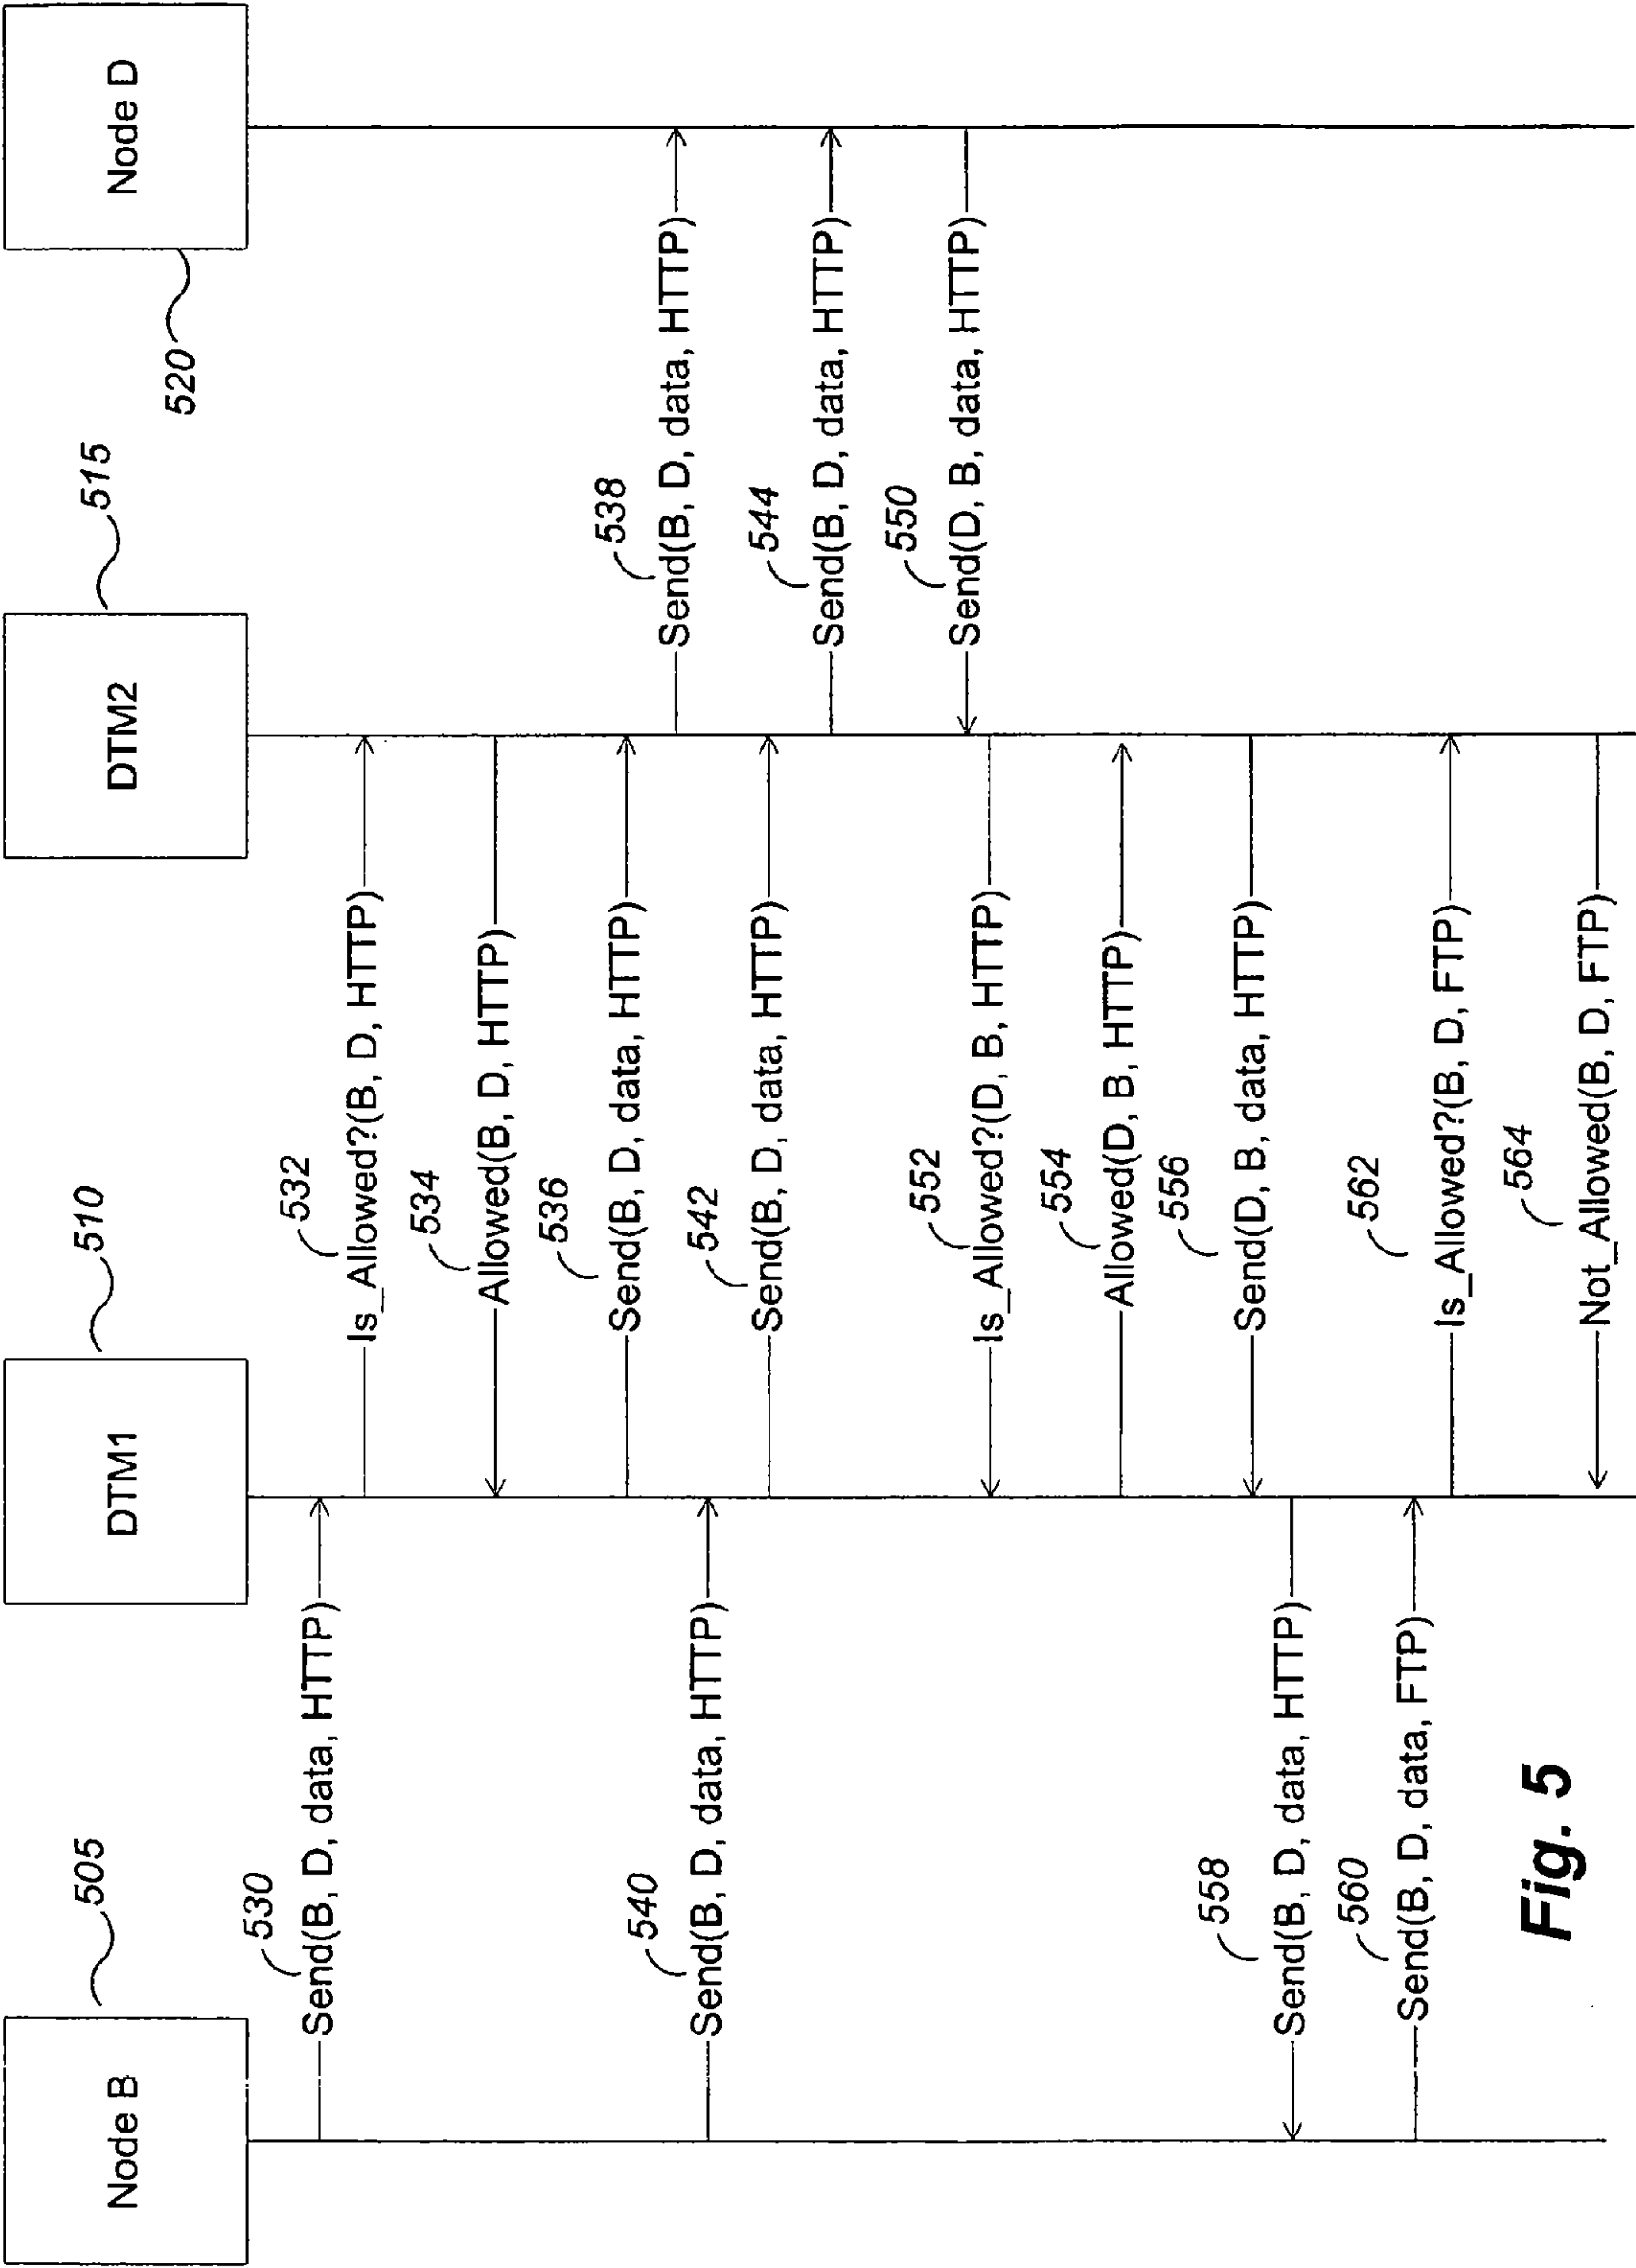 Node B
505
DTM1
510
DTM2
515
Node D
520
530
Send(B, D, data, HTTP)
532
Is_Allowed?(B, D, HTTP)
534
Allowed(B, D, HTTP)
536
Send(B, D, data, HTTP)
538
Send(B, D, data, HTTP)
540
Send(B, D, data, HTTP)
542
Send(B, D, data, HTTP)
544
Send(B, D, data, HTTP)
550
Send(D, B, data, HTTP)
552
Is_Allowed?(D, B, HTTP)
554
Allowed(D, B, HTTP)
556
Send(D, B, data, HTTP)
558
Send(B, D, data, HTTP)
560
Send(B, D, data, FTP)
562
Is_Allowed?(B, D, FTP)
564
Not_Allowed(B, D, FTP)
Fig. 5